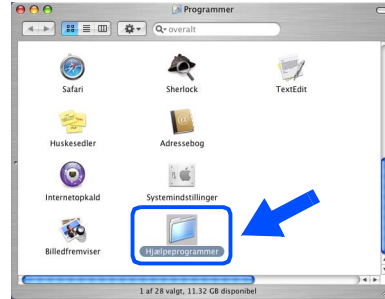 Programmer
overalt
Safari
Sherlock
TextEdit
Huskesedler
Adressebog
Internetopkald
Systemindstillinger
Billedfremviser
Hjælpeprogrammer
1 af 28 valgt, 11.32 GB disponibel